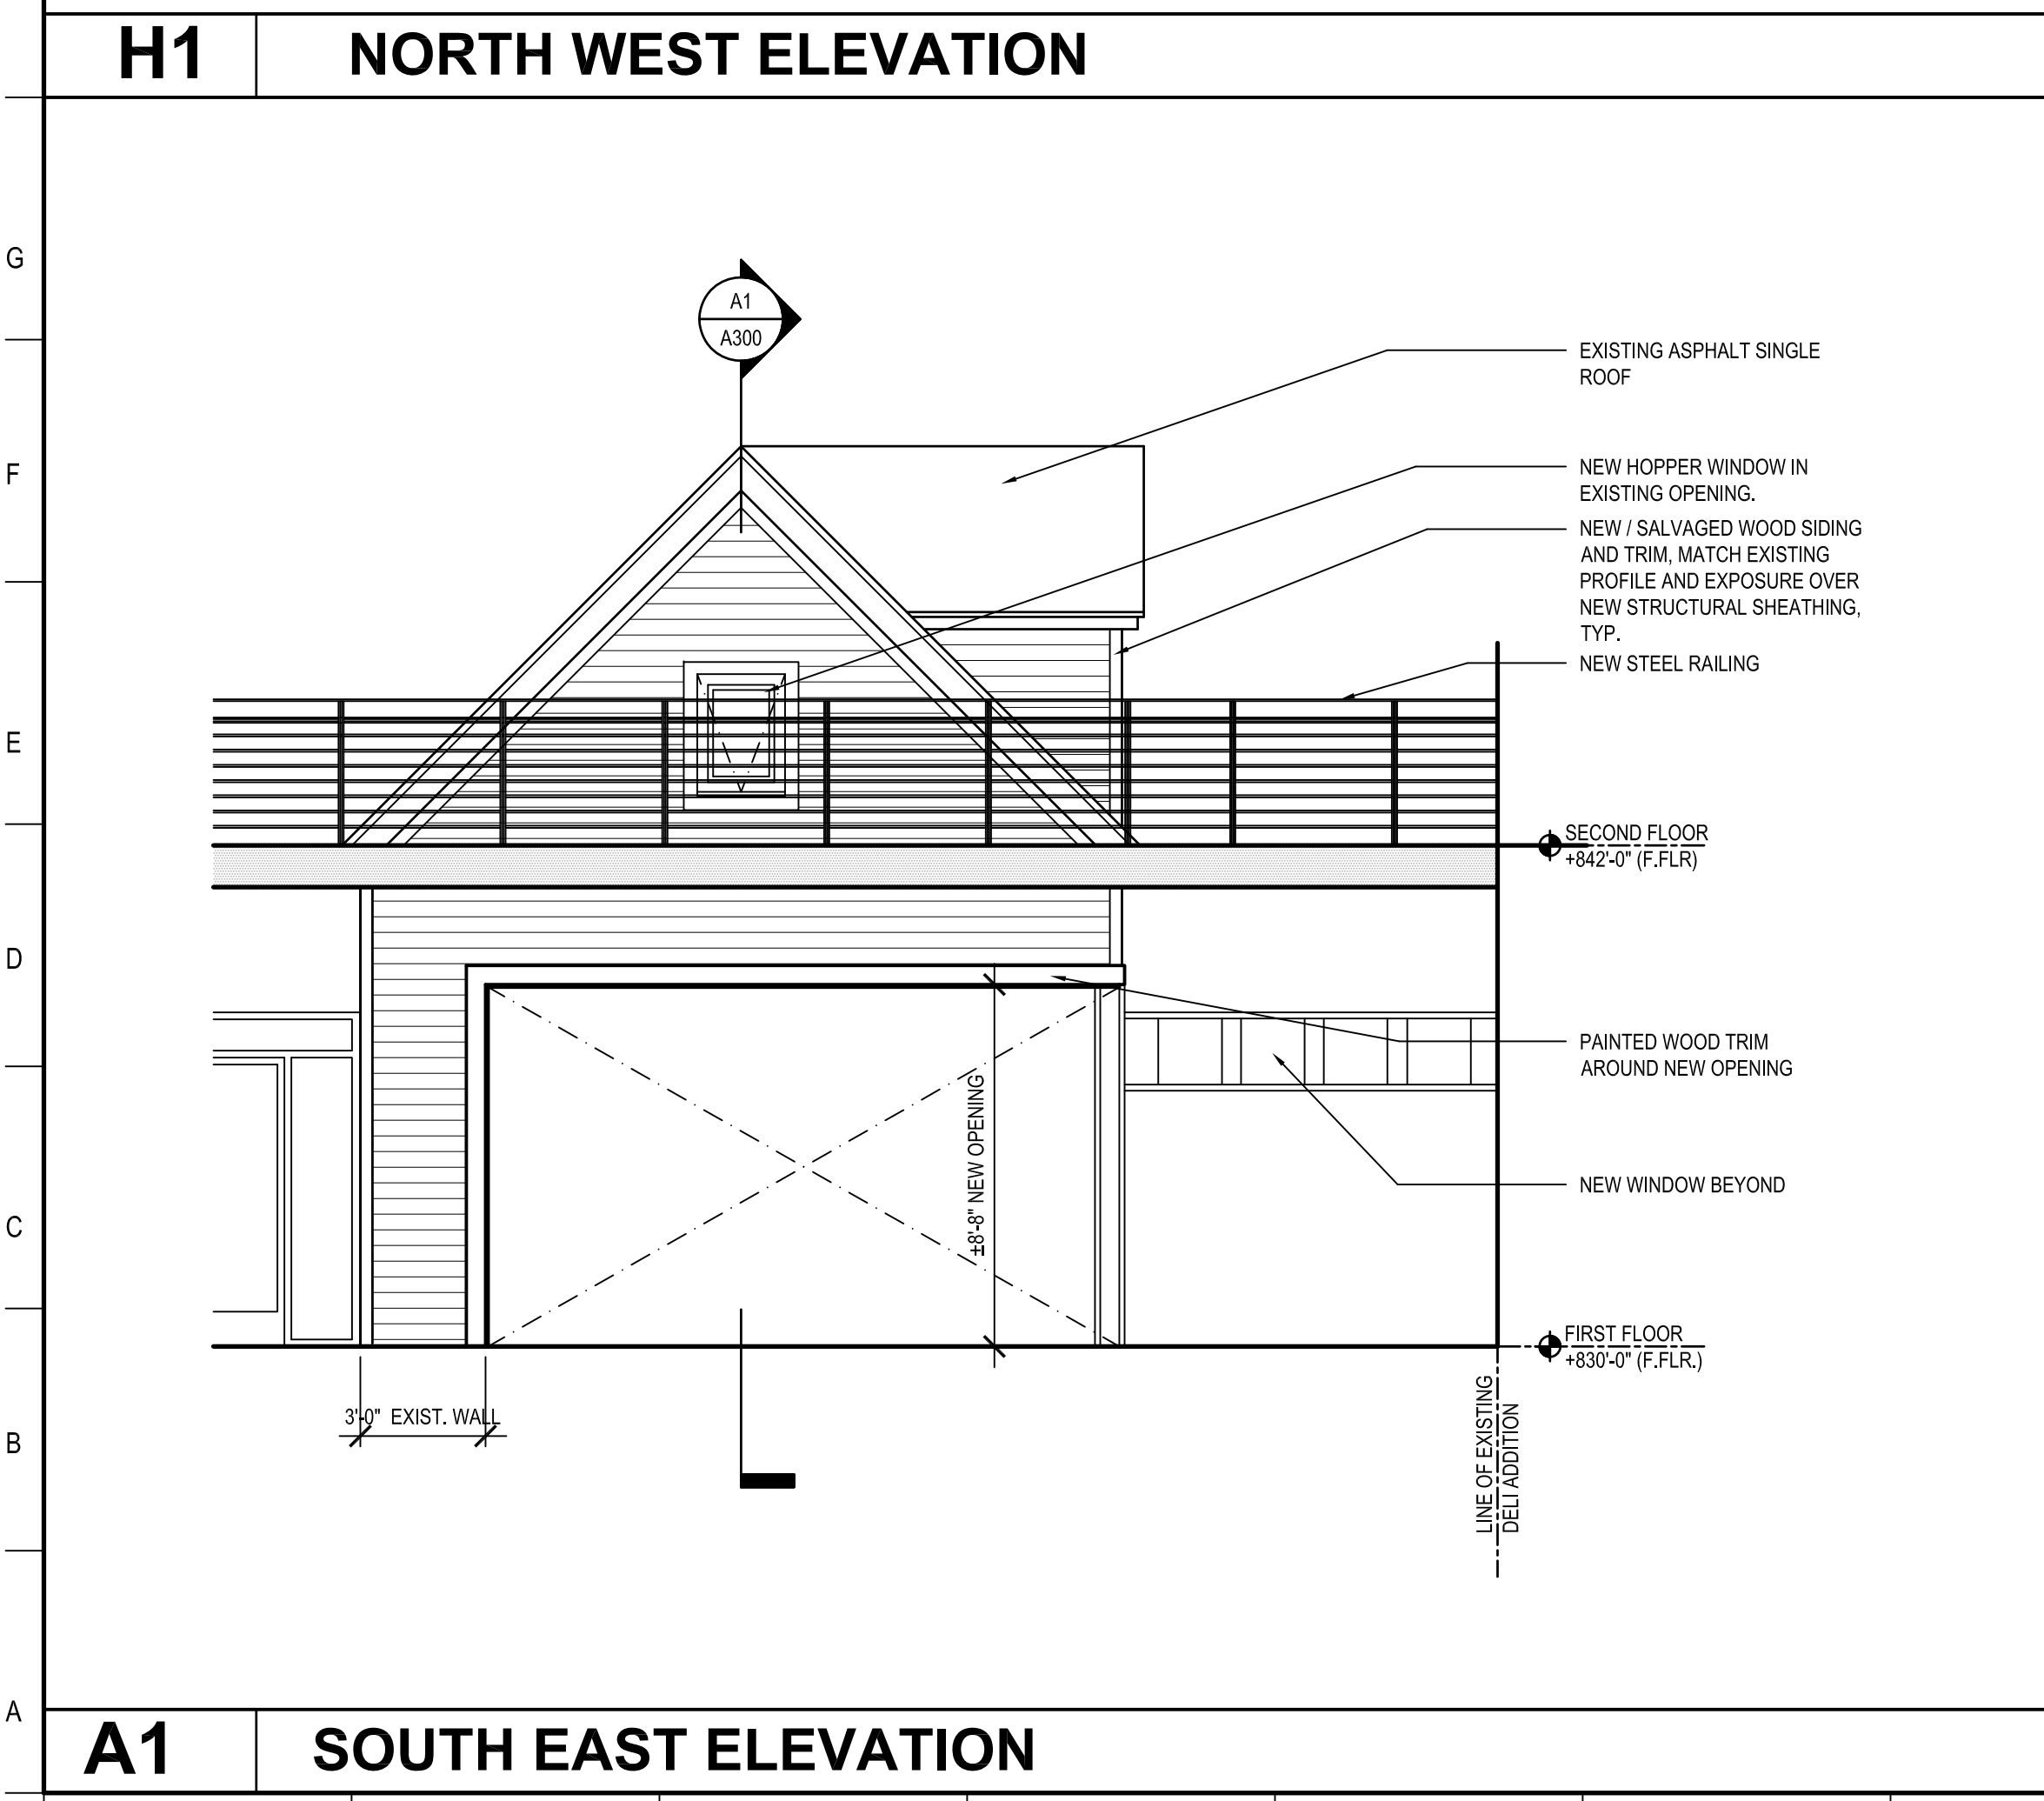 H1 NORTH WEST ELEVATION
G
A1
A300
EXISTING ASPHALT SINGLE
ROOF
F
NEW HOPPER WINDOW IN
EXISTING OPENING.
NEW / SALVAGED WOOD SIDING
AND TRIM, MATCH EXISTING
PROFILE AND EXPOSURE OVER
NEW STRUCTURAL SHEATHING,
TYP.
NEW STEEL RAILING
E
SECOND FLOOR
+842'-0" (F.FLR)
D
PAINTED WOOD TRIM
AROUND NEW OPENING
±8'-8" NEW OPENING
NEW WINDOW BEYOND
C
FIRST FLOOR
+830'-0" (F.FLR.)
3'-0" EXIST. WALL
LINE OF EXISTING
DELI ADDITION
B
A
A1 SOUTH EAST ELEVATION